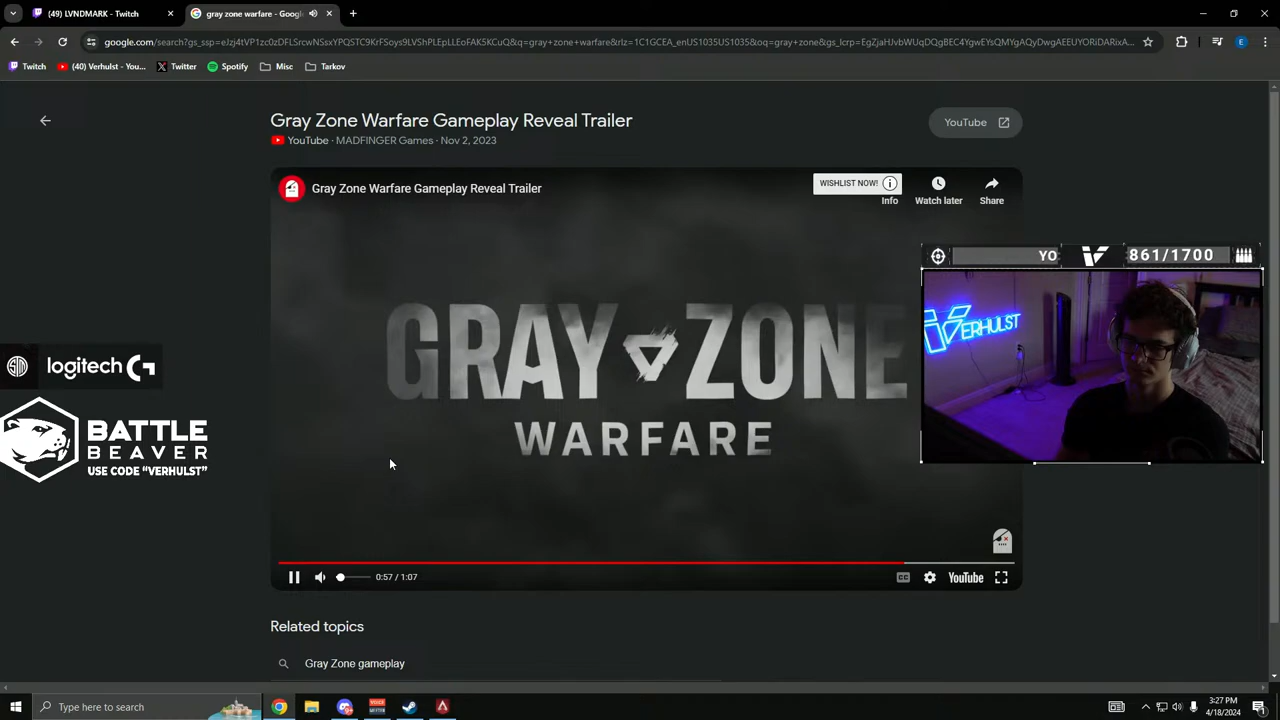 (49) LVNDMARK - Twitch
gray zone warfare - Google
google.com/search?gs_ssp=eJzj4tVP1zc0zDFLSrcwNSsxYPQSTC9KrFSoys9LVShPLEpLLEoFAK5KCuQ&q=gray+zone+warfare&rlz=1C1GCEA_enUS1035US1035&oq=gray+zone&gs_lcrp=EgZjaHJvbWUqDQgBEC4YgwEYsQMYgAQyDwgAEEUYORiDARixA...
E
Twitch
(40) Verhulst - You...
Twitter
Spotify
Misc
Tarkov
Gray Zone Warfare Gameplay Reveal Trailer
YouTube
YouTube · MADFINGER Games · Nov 2, 2023
Gray Zone Warfare Gameplay Reveal Trailer
WISHLIST NOW!
Info
Watch later
Share
YO
861/1700
GRAY ZONE
WARFARE
VERHULST
logitech G
BATTLE
BEAVER
USE CODE "VERHULST"
0:57 / 1:07
CC
YouTube
Related topics
Gray Zone gameplay
Type here to search
3:27 PM
4/18/2024